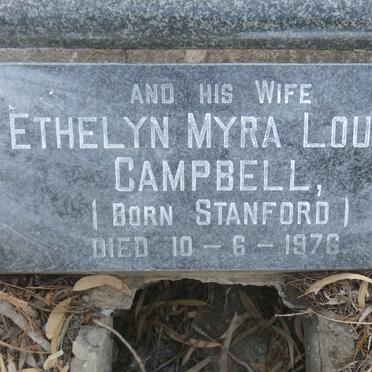 AND HIS WIFE
ETHELYN MYRA LOU
CAMPBELL,
(BORN STANFORD)
DIED 10-6-1976